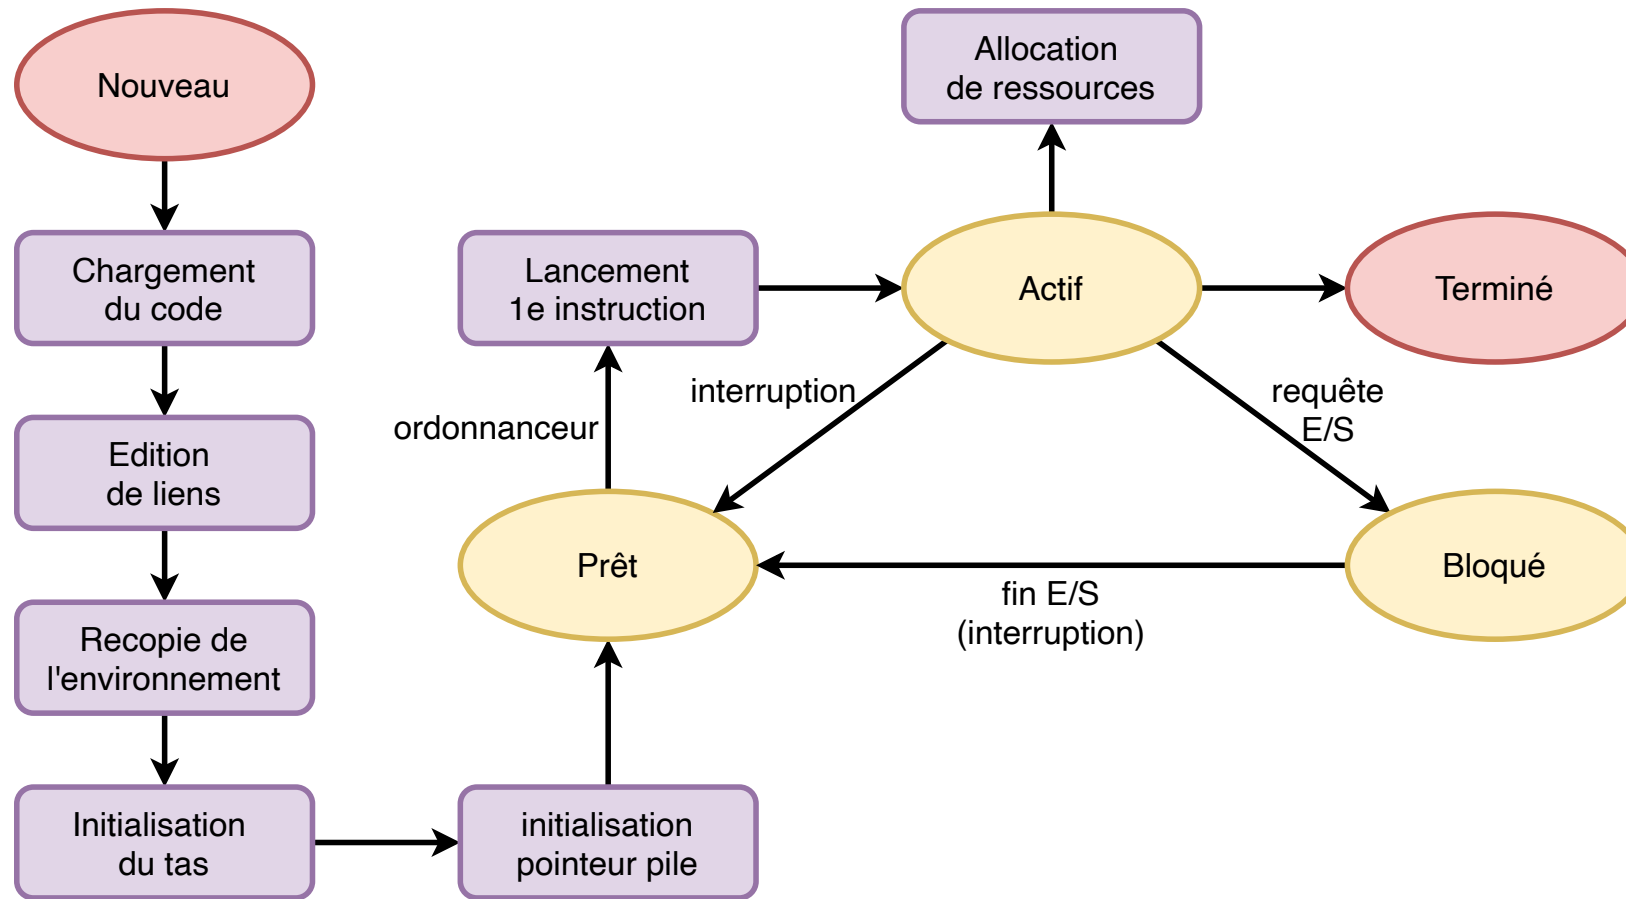 Nouveau
Chargement
du code
Edition
de liens
Recopie de
l'environnement
Initialisation
du tas
initialisation
pointeur pile
Prêt
ordonnanceur
Lancement
1e instruction
Actif
Allocation
de ressources
Terminé
interruption
requête
E/S
Bloqué
fin E/S
(interruption)